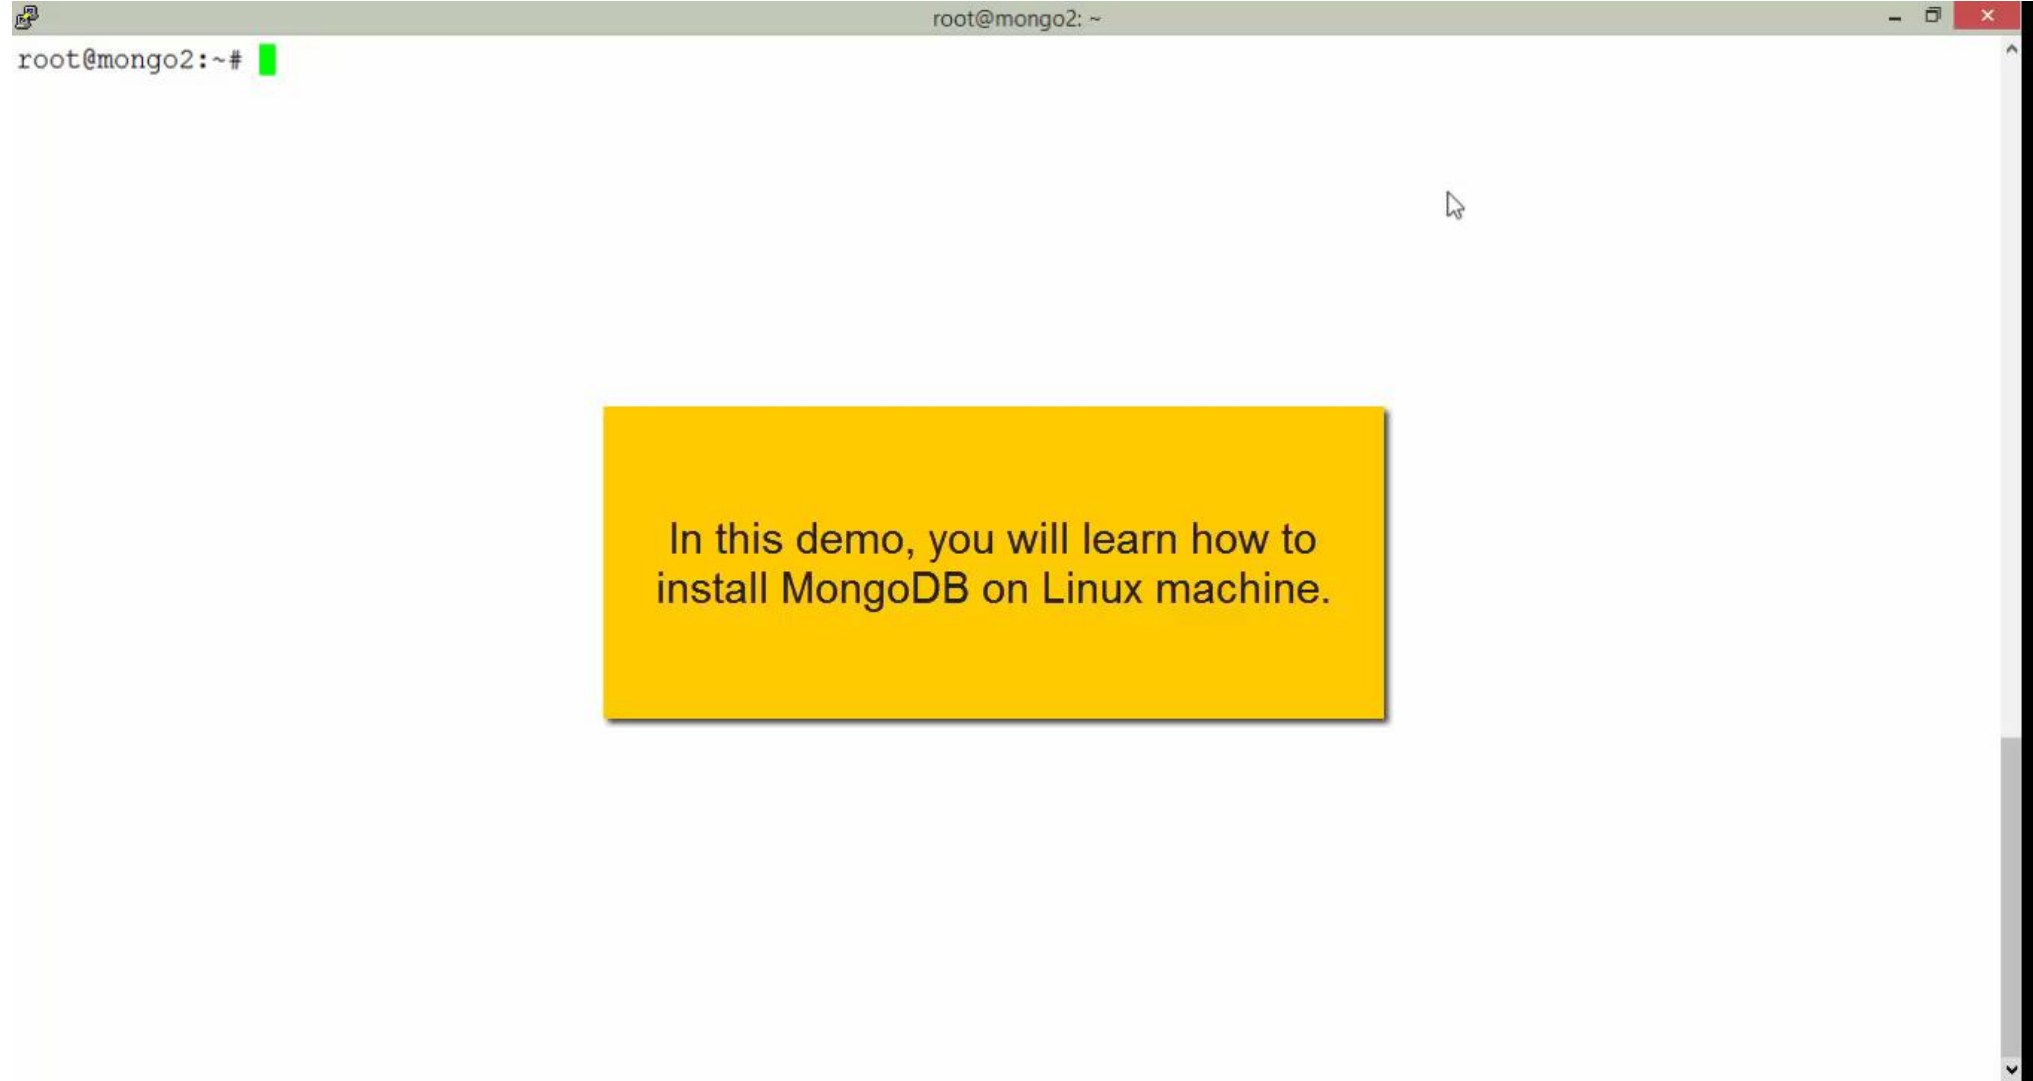 root@mongo2: ~
root@mongo2:~#
In this demo, you will learn how to
install MongoDB on Linux machine.